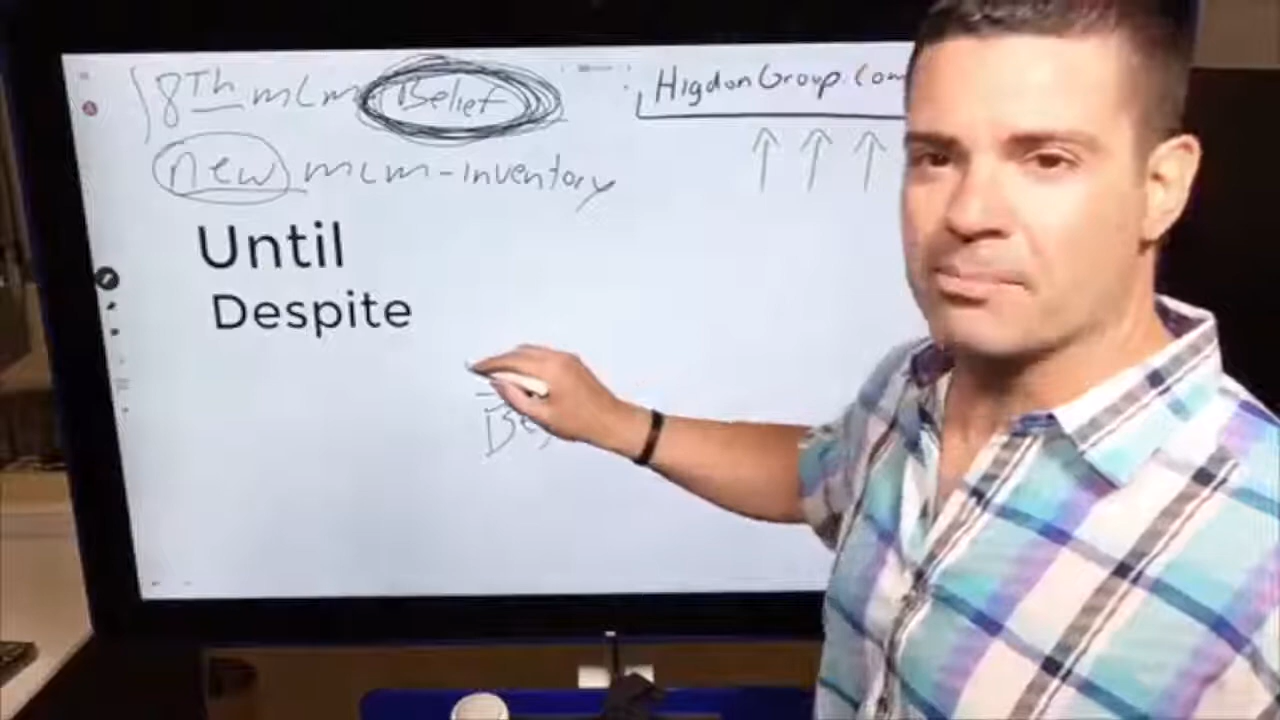 18Th mLm Belief
HigdonGroup.Com
new mLm-inventory
Until
Despite